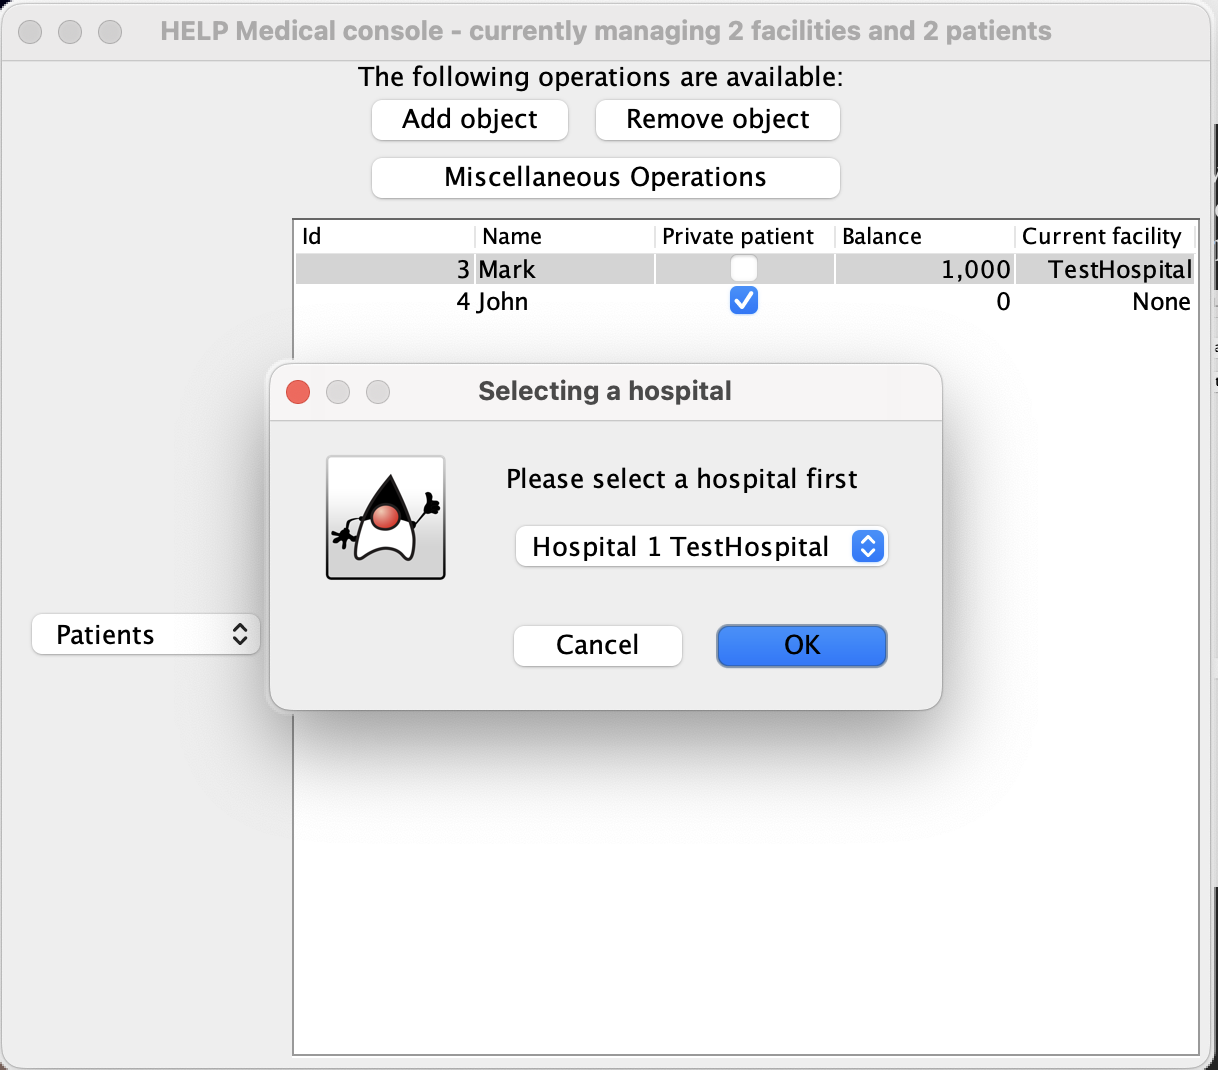 HELP Medical console - currently managing 2 facilities and 2 patients
The following operations are available:
Add object Remove object
Miscellaneous Operations
Id Name Private patient Balance Current facility
3 Mark 1,000 TestHospital
4 John 0 None
Selecting a hospital
Please select a hospital first
Hospital 1 TestHospital
Patients
Cancel OK